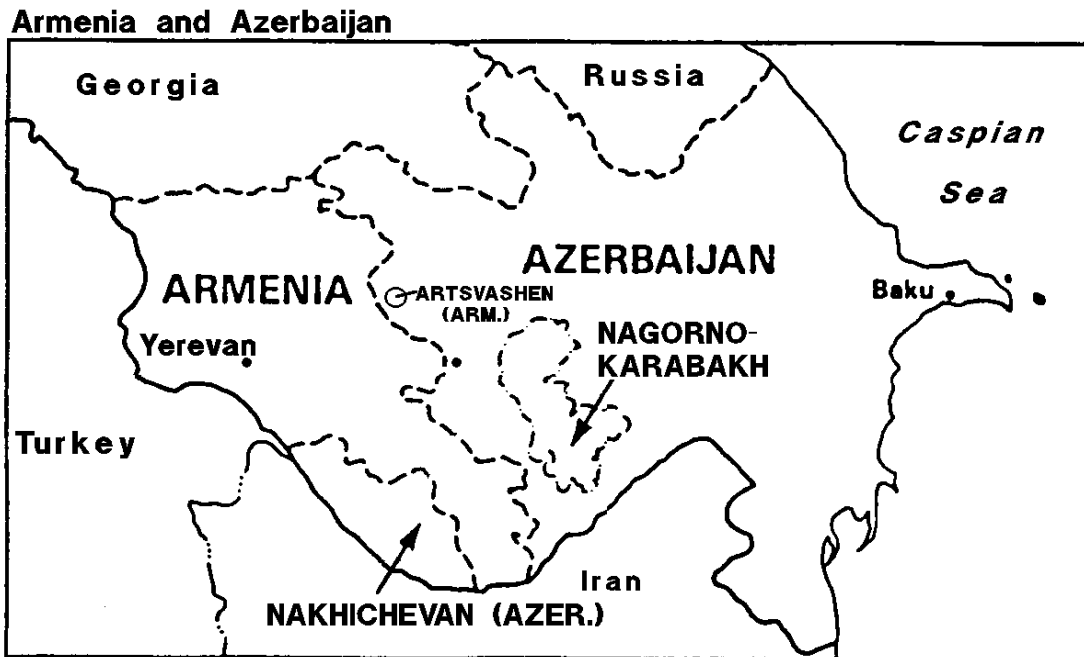 Armenia and Azerbaijan
Georgia
Russia
Caspian
Sea
AZERBAIJAN
ARMENIA
ARTSVASHEN
(ARM.)
Baku
NAGORNO-
KARABAKH
Yerevan
Turkey
Iran
NAKHICHEVAN (AZER.)